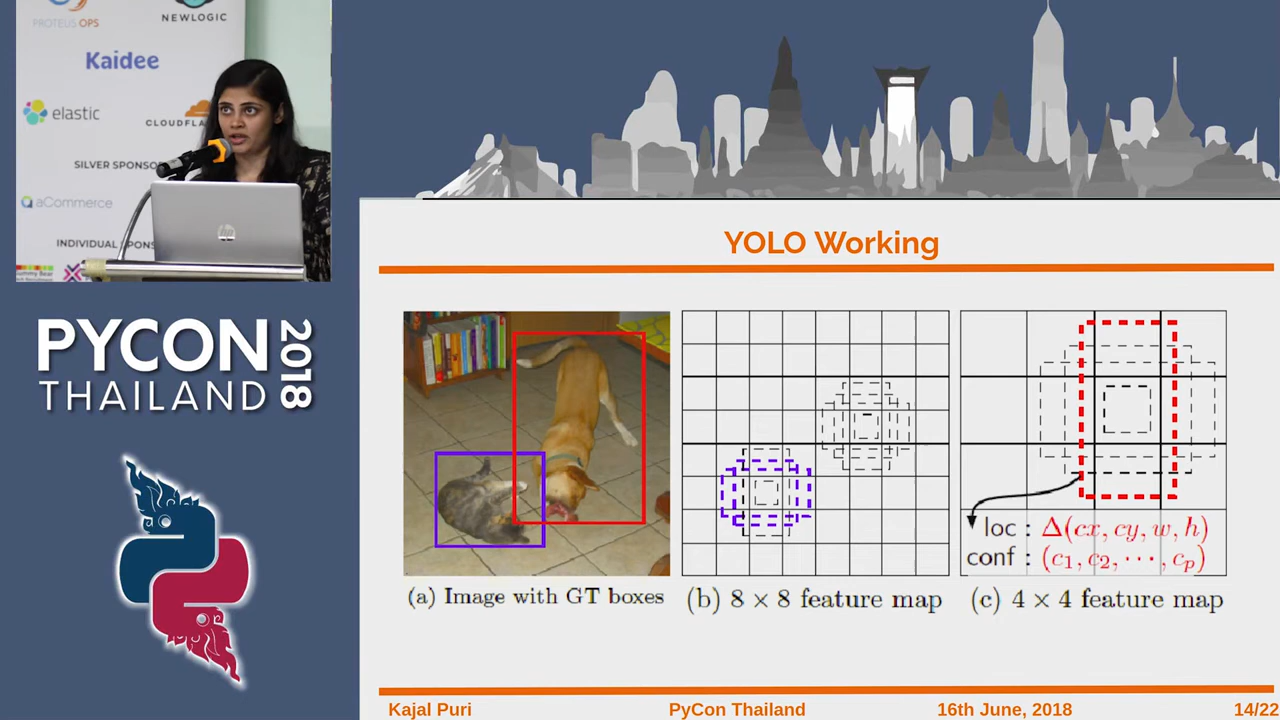 PROTEUS OPS
NEWLOGIC
Kaidee
elastic
CLOUDFLA
SILVER SPONSO
aCommerce
INDIVIDUAL SPONS
hp
PYCON
THAILAND
2018
YOLO Working
loc : Δ(cx, cy, w, h)
conf : (c₁, c₂, ⋯, cₚ)
(a) Image with GT boxes
(b) 8 × 8 feature map
(c) 4 × 4 feature map
Kajal Puri
PyCon Thailand
16th June, 2018
14/22